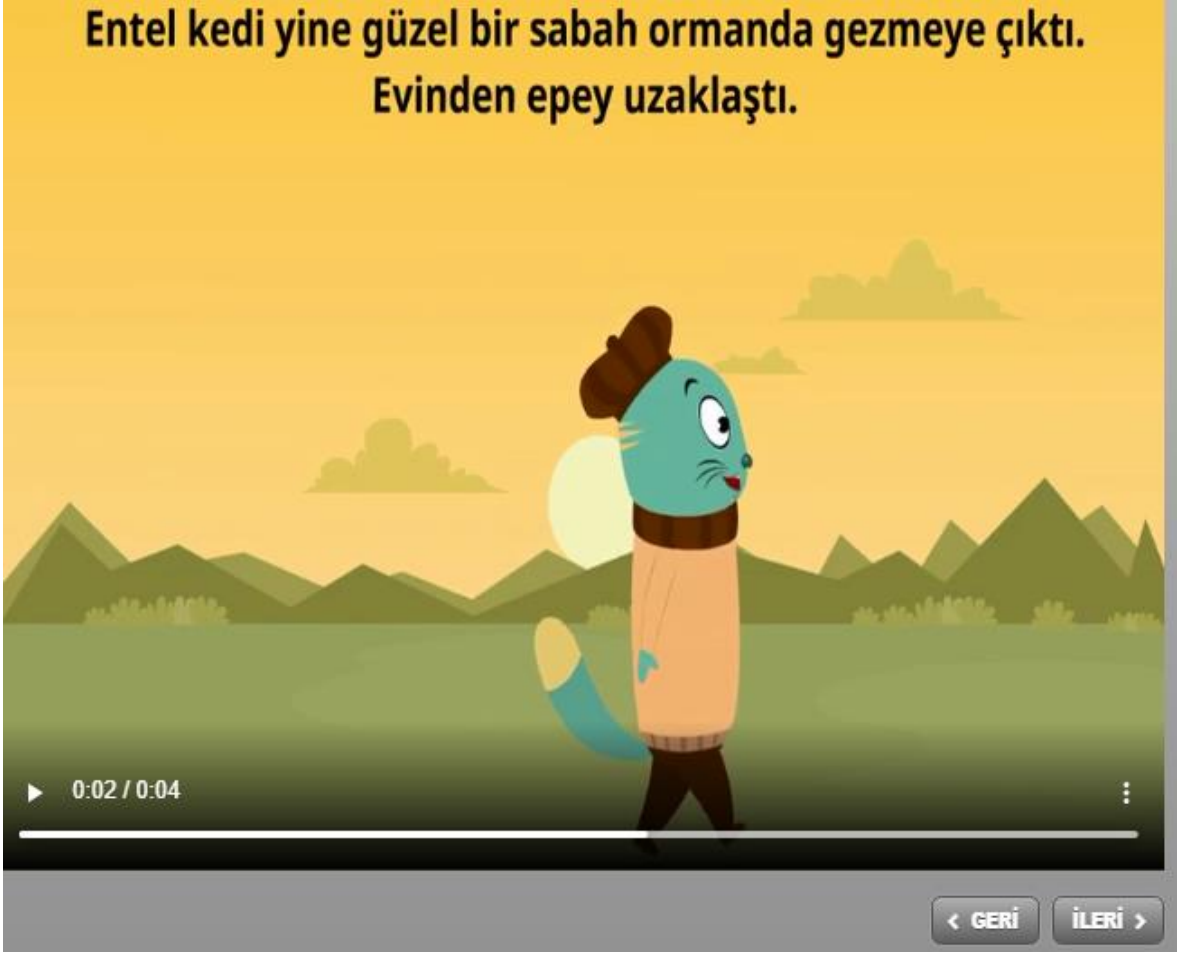 Entel kedi yine güzel bir sabah ormanda gezmeye çıktı.
Evinden epey uzaklaştı.
0:02 / 0:04
< GERİ
İLERİ >